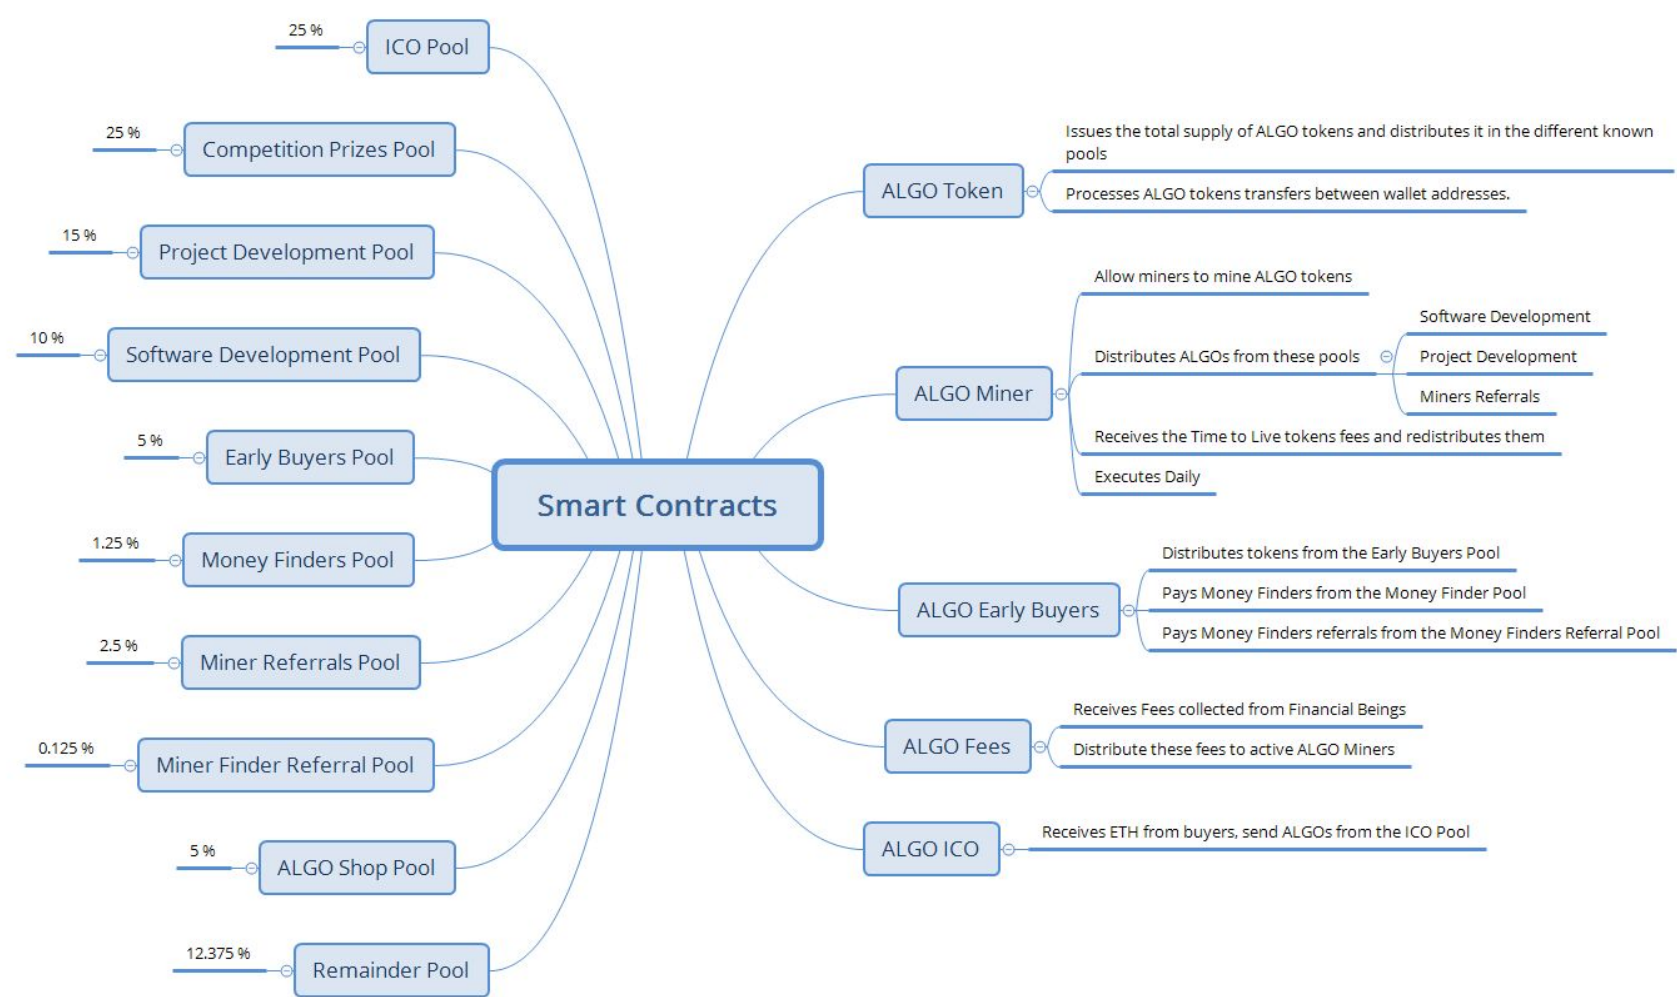 25 %
ICO Pool
25 %
Competition Prizes Pool
15 %
Project Development Pool
10 %
Software Development Pool
5 %
Early Buyers Pool
1.25 %
Money Finders Pool
2.5 %
Miner Referrals Pool
0.125 %
Miner Finder Referral Pool
5 %
ALGO Shop Pool
12.375 %
Remainder Pool
Smart Contracts
ALGO Token
Issues the total supply of ALGO tokens and distributes it in the different known
pools
Processes ALGO tokens transfers between wallet addresses.
ALGO Miner
Allow miners to mine ALGO tokens
Distributes ALGOs from these pools
Software Development
Project Development
Miners Referrals
Receives the Time to Live tokens fees and redistributes them
Executes Daily
ALGO Early Buyers
Distributes tokens from the Early Buyers Pool
Pays Money Finders from the Money Finder Pool
Pays Money Finders referrals from the Money Finders Referral Pool
ALGO Fees
Receives Fees collected from Financial Beings
Distribute these fees to active ALGO Miners
ALGO ICO
Receives ETH from buyers, send ALGOs from the ICO Pool